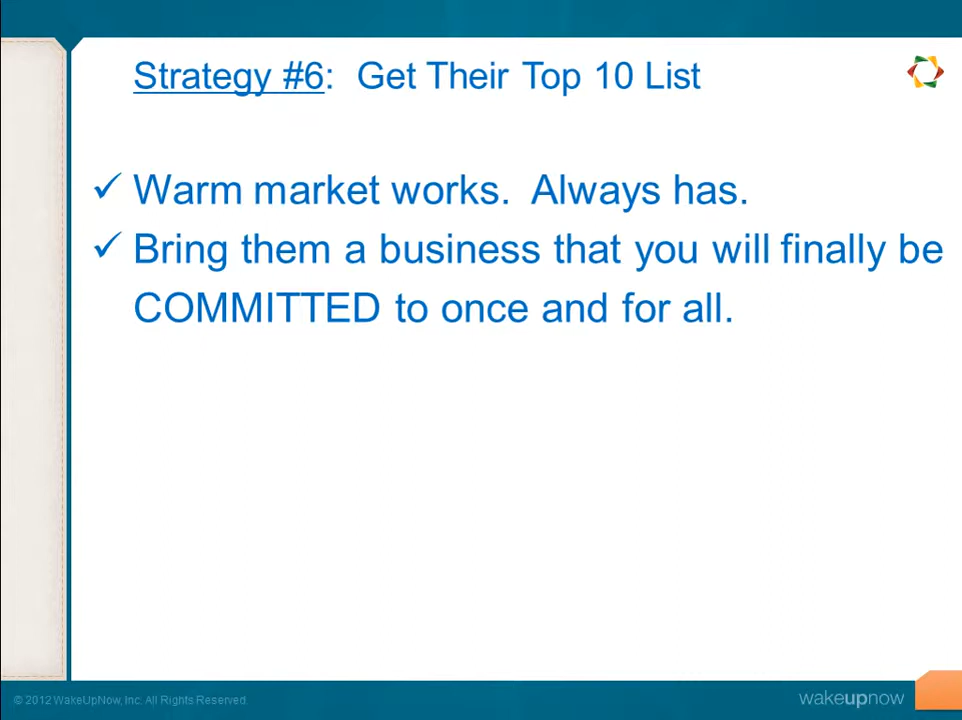 Strategy #6: Get Their Top 10 List
✓ Warm market works. Always has.
✓ Bring them a business that you will finally be
COMMITTED to once and for all.
© 2012 WakeUpNow, Inc. All Rights Reserved.
wakeupnow